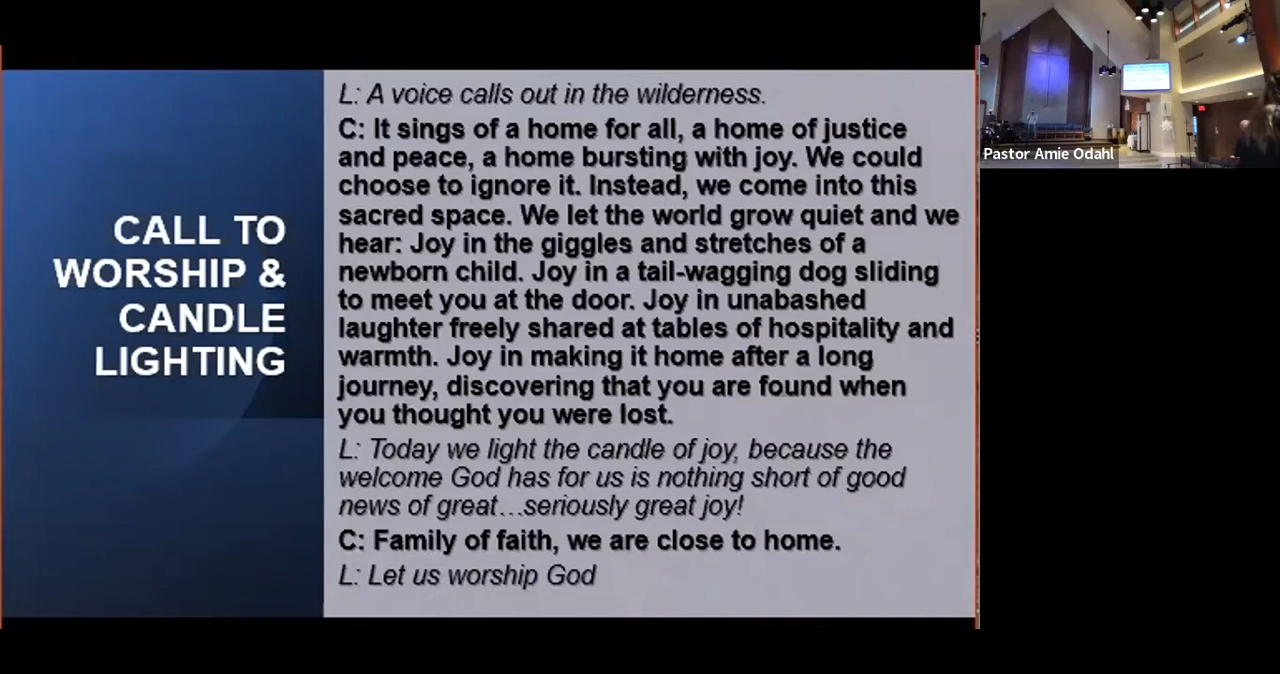 CALL TO
WORSHIP &
CANDLE
LIGHTING
L: A voice calls out in the wilderness.
C: It sings of a home for all, a home of justice
and peace, a home bursting with joy. We could
choose to ignore it. Instead, we come into this
sacred space. We let the world grow quiet and we
hear: Joy in the giggles and stretches of a
newborn child. Joy in a tail-wagging dog sliding
to meet you at the door. Joy in unabashed
laughter freely shared at tables of hospitality and
warmth. Joy in making it home after a long
journey, discovering that you are found when
you thought you were lost.
L: Today we light the candle of joy, because the
welcome God has for us is nothing short of good
news of great…seriously great joy!
C: Family of faith, we are close to home.
L: Let us worship God
Pastor Amie Odahl